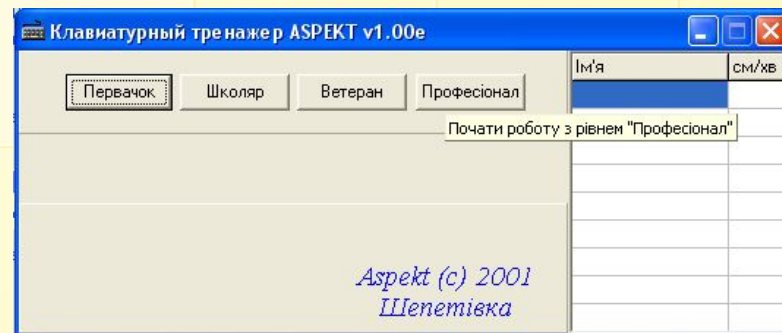 Клавиатурный тренажер ASPEKT v1.00e
Первачок Школяр Ветеран Професіонал
Ім'я см/хв
Почати роботу з рівнем "Професіонал"
Aspekt (c) 2001
Шепетівка